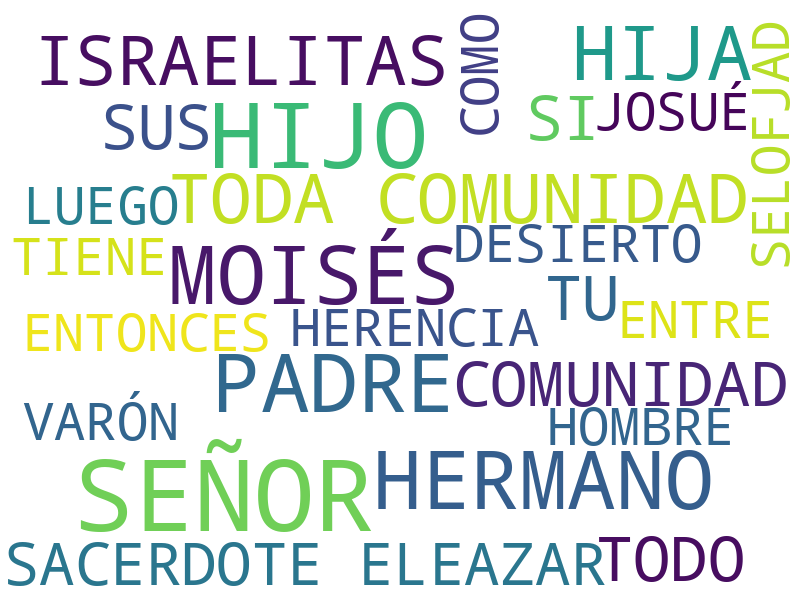 ISRAELITAS
COMO
HIJA
SELOFJAD
SUS
HIJO
SI
JOSUÉ
LUEGO
TODA COMUNIDAD
TIENE
MOISÉS
DESIERTO
TU
ENTRE
ENTONCES
HERENCIA
PADRE
COMUNIDAD
VARÓN
HOMBRE
SEÑOR
HERMANO
SACERDOTE ELEAZAR
TODO